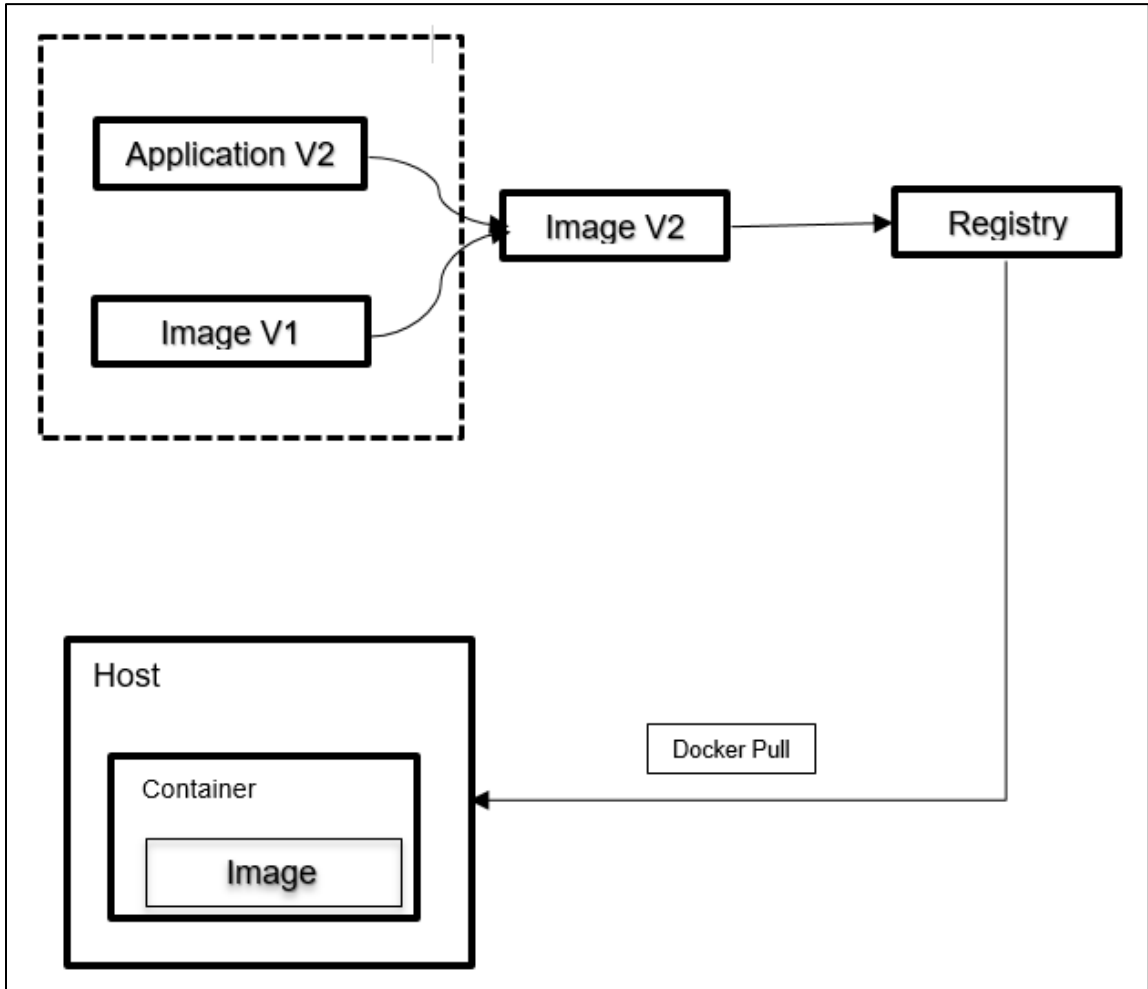 Application V2
Image V2
Registry
Image V1
Host
Docker Pull
Container
Image